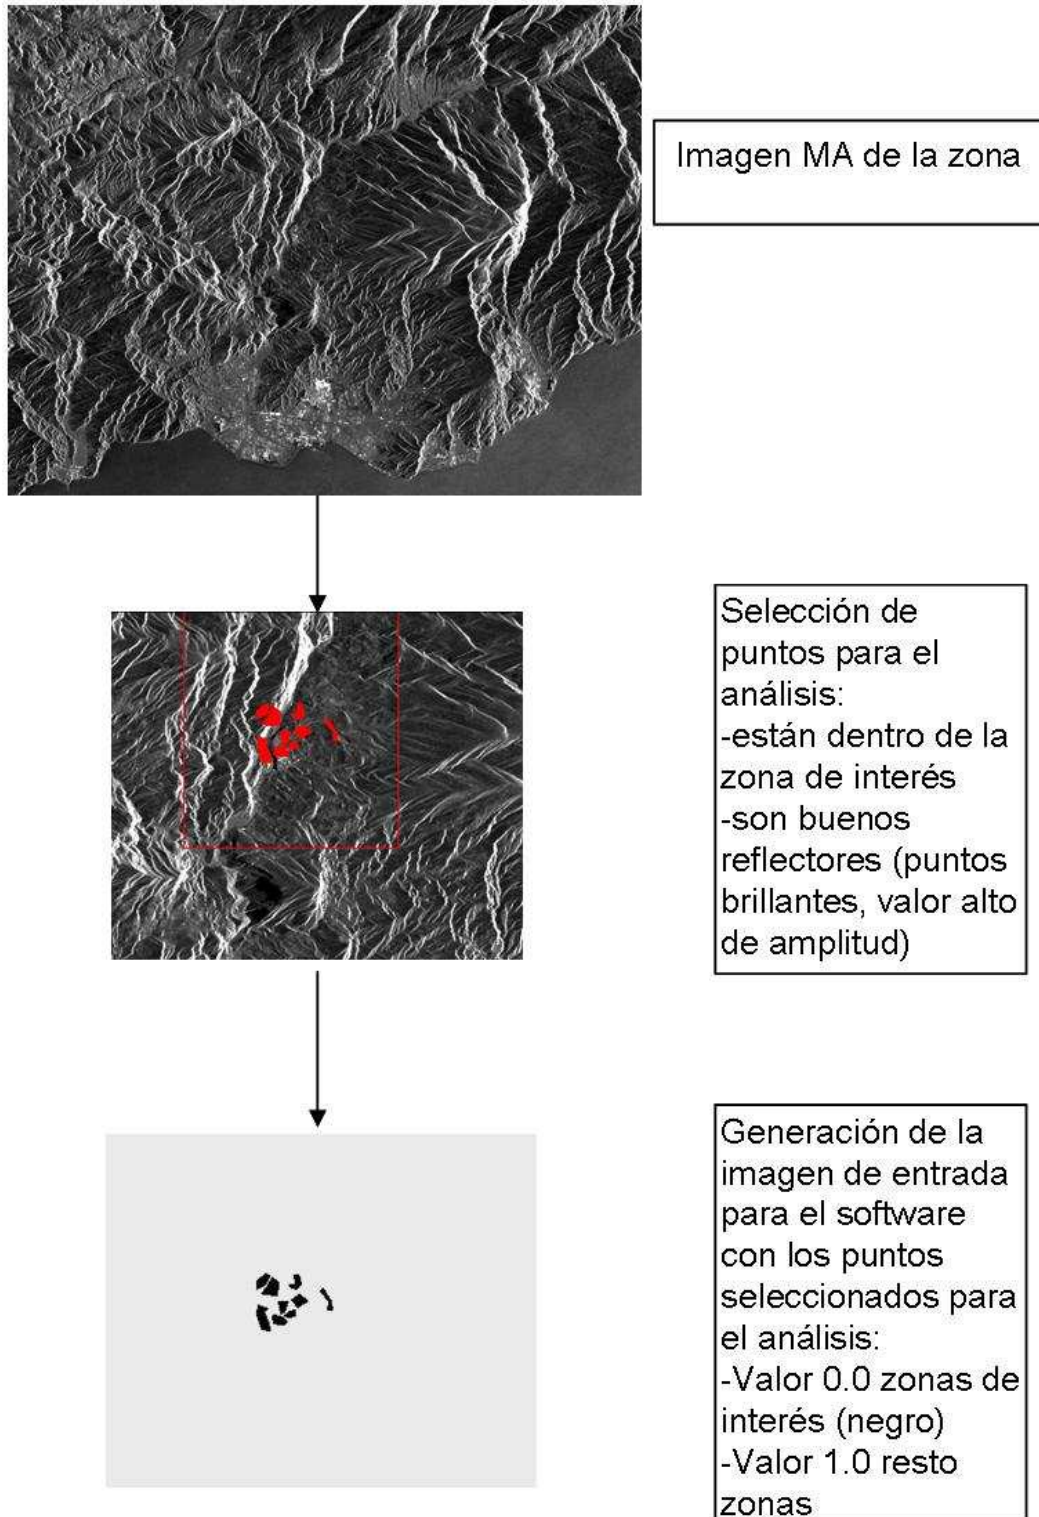 Imagen MA de la zona
Selección de
puntos para el
análisis:
-están dentro de la
zona de interés
-son buenos
reflectores (puntos
brillantes, valor alto
de amplitud)
Generación de la
imagen de entrada
para el software
con los puntos
seleccionados para
el análisis:
-Valor 0.0 zonas de
interés (negro)
-Valor 1.0 resto
zonas